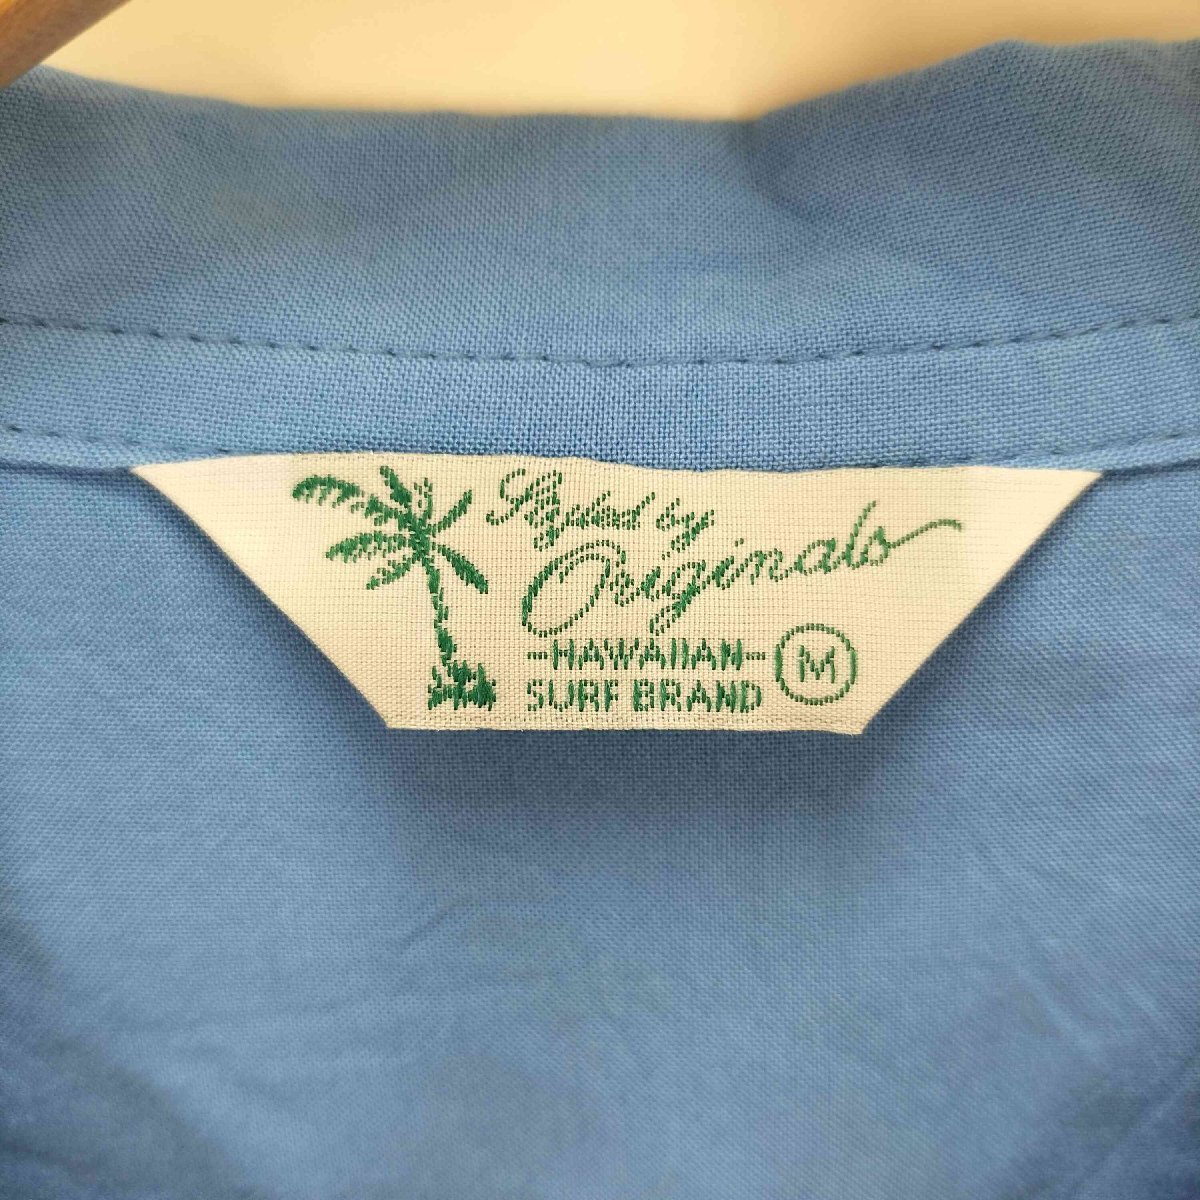 Styled by
Originals
-HAWAIIAN-
SURF BRAND
M